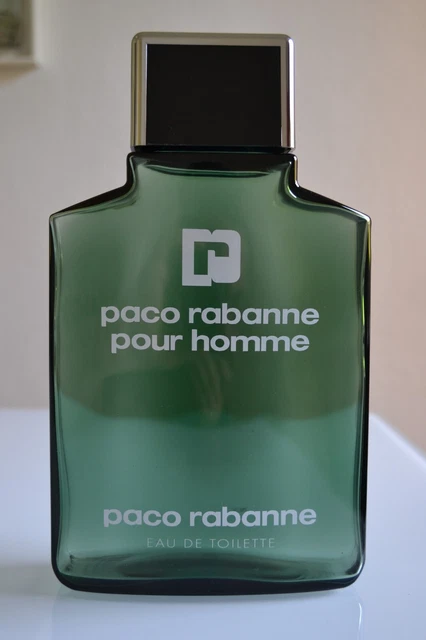 paco rabanne
pour homme
paco rabanne
EAU DE TOILETTE